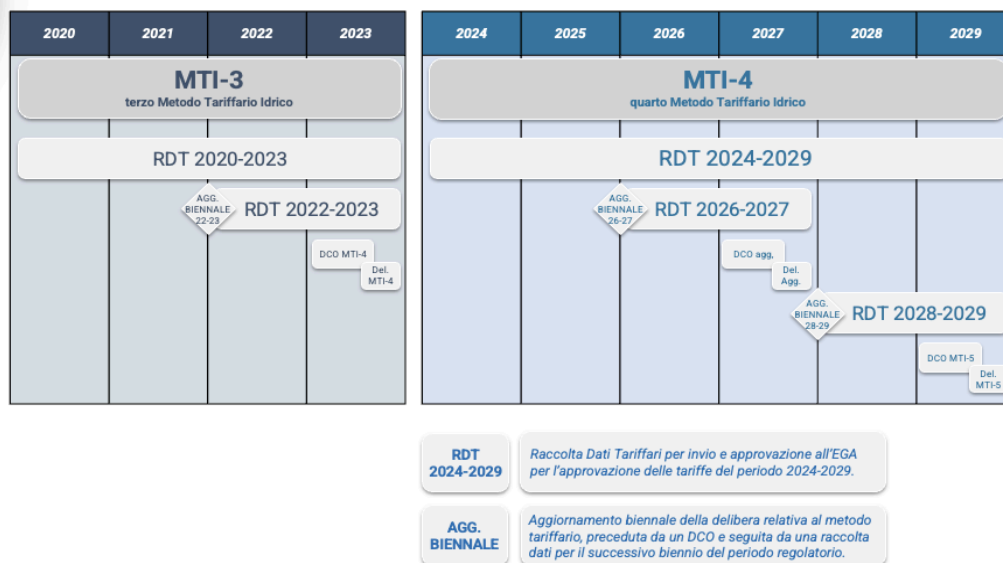 2020 2021 2022 2023 2024 2025 2026 2027 2028 2029
MTI-3
terzo Metodo Tariffario Idrico
MTI-4
quarto Metodo Tariffario Idrico
RDT 2020-2023
RDT 2024-2029
AGG.
BIENNALE
22-23
RDT 2022-2023
AGG.
BIENNALE
26-27
RDT 2026-2027
DCO MTI-4
Del.
MTI-4
DCO agg,
Del.
Agg.
AGG.
BIENNALE
28-29
RDT 2028-2029
DCO MTI-5
Del.
MTI-5
RDT
2024-2029
Raccolta Dati Tariffari per invio e approvazione all'EGA
per l'approvazione delle tariffe del periodo 2024-2029.
AGG.
BIENNALE
Aggiornamento biennale della delibera relativa al metodo
tariffario, preceduta da un DCO e seguita da una raccolta
dati per il successivo biennio del periodo regolatorio.